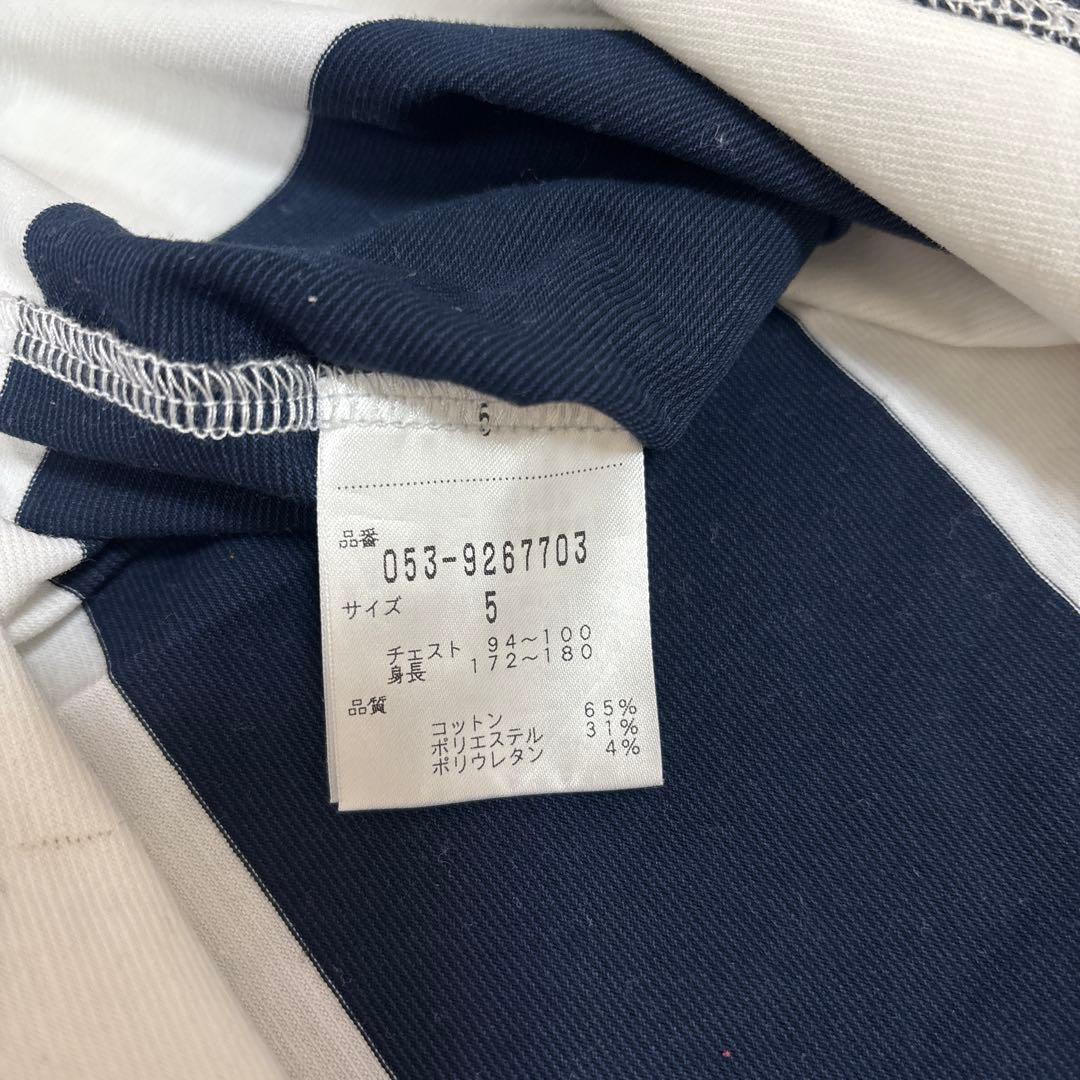 5
品番
053-9267703
サイズ 5
チェスト 94～100
身長 172～180
品質
コットン 65%
ポリエステル 31%
ポリウレタン 4%